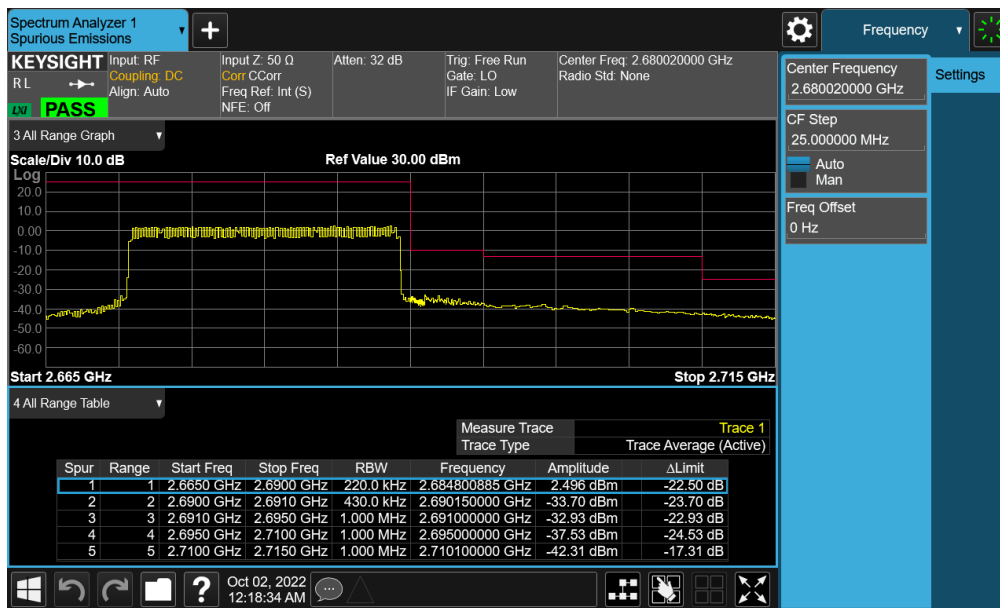 Spectrum Analyzer 1
Spurious Emissions
Frequency
KEYSIGHT
R L
LXI
PASS
Input: RF
Coupling: DC
Align: Auto
Input Z: 50 Ω
Corr CCorr
Freq Ref: Int (S)
NFE: Off
Atten: 32 dB
Trig: Free Run
Gate: LO
IF Gain: Low
Center Freq: 2.680020000 GHz
Radio Std: None
Center Frequency
2.680020000 GHz
Settings
CF Step
25.000000 MHz
Auto
Man
Freq Offset
0 Hz
3 All Range Graph
Scale/Div 10.0 dB
Ref Value 30.00 dBm
Log
20.0
10.0
0.00
-10.0
-20.0
-30.0
-40.0
-50.0
-60.0
Start 2.665 GHz
Stop 2.715 GHz
4 All Range Table
Measure Trace Trace 1
Trace Type Trace Average (Active)
Spur Range Start Freq Stop Freq RBW Frequency Amplitude ΔLimit
1 1 2.6650 GHz 2.6900 GHz 220.0 kHz 2.684800885 GHz 2.496 dBm -22.50 dB
2 2 2.6900 GHz 2.6910 GHz 430.0 kHz 2.690150000 GHz -33.70 dBm -23.70 dB
3 3 2.6910 GHz 2.6950 GHz 1.000 MHz 2.691000000 GHz -32.93 dBm -22.93 dB
4 4 2.6950 GHz 2.7100 GHz 1.000 MHz 2.695000000 GHz -37.53 dBm -24.53 dB
5 5 2.7100 GHz 2.7150 GHz 1.000 MHz 2.710100000 GHz -42.31 dBm -17.31 dB
?
Oct 02, 2022
12:18:34 AM